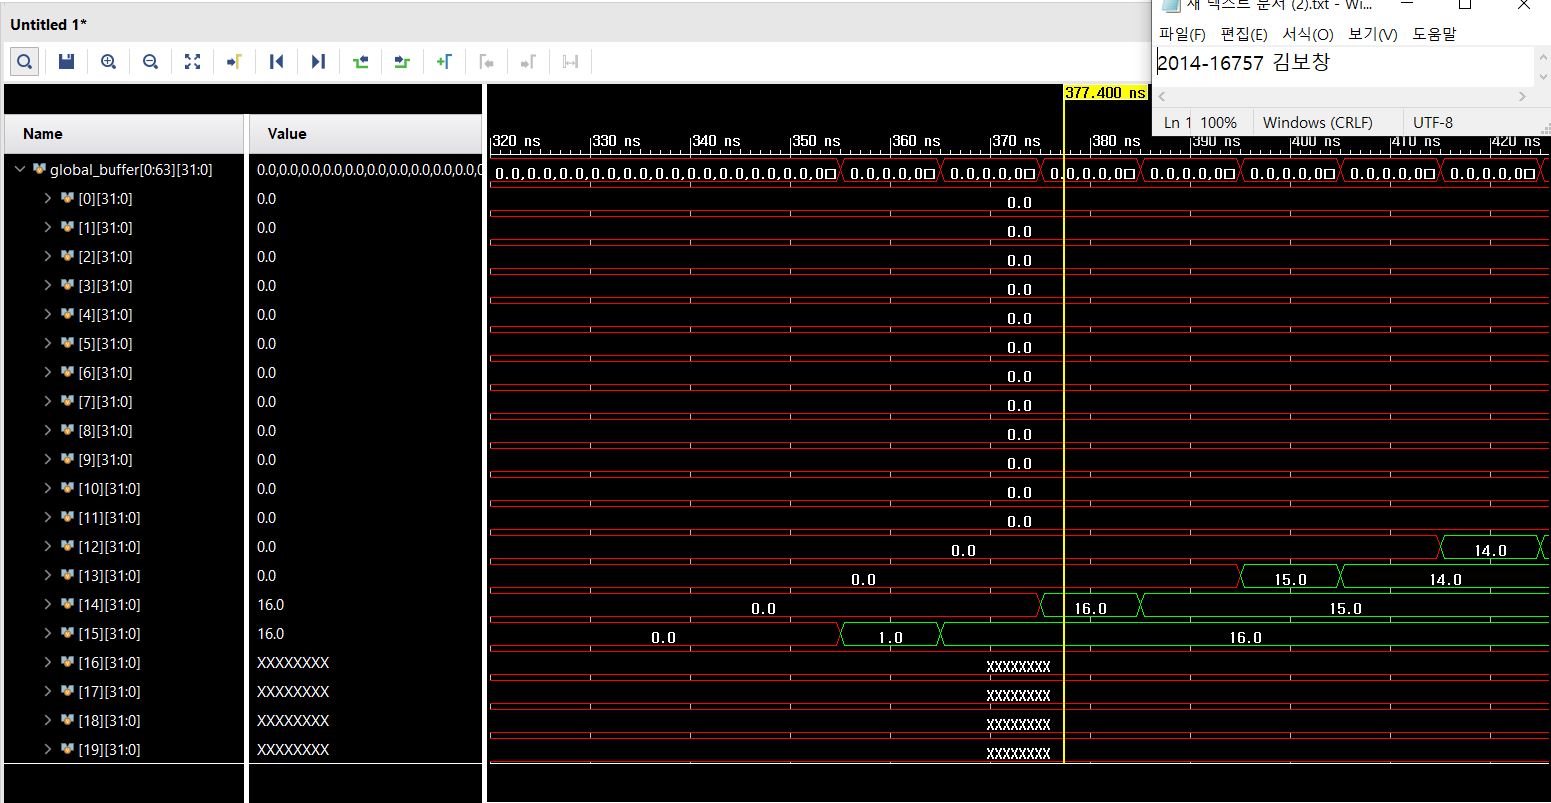 Untitled 1*
새 텍스트 문서 (2).txt - Wi...
파일(F) 편집(E) 서식(O) 보기(V) 도움말
2014-16757 김보창
Ln 1 100% Windows (CRLF) UTF-8
377.400 ns
Name Value
320 ns 330 ns 340 ns 350 ns 360 ns 370 ns 380 ns 390 ns 400 ns 410 ns 420 ns
global_buffer[0:63][31:0] 0.0,0.0,0.0,0.0,0.0,0.0,0.0,0.0,0.0,0.0,0 0.0,0.0,0.0,0.0,0.0,0.0,0.0,0.0,0.0,0 0.0,0.0,0.0,0 0.0,0.0,0.0,0 0.0,0.0,0.0,0 0.0,0.0,0.0,0 0.0,0.0,0.0,0 0.0,0.0,0.0,0 0.0,0.0,0.0,0
[0][31:0] 0.0 0.0
[1][31:0] 0.0 0.0
[2][31:0] 0.0 0.0
[3][31:0] 0.0 0.0
[4][31:0] 0.0 0.0
[5][31:0] 0.0 0.0
[6][31:0] 0.0 0.0
[7][31:0] 0.0 0.0
[8][31:0] 0.0 0.0
[9][31:0] 0.0 0.0
[10][31:0] 0.0 0.0
[11][31:0] 0.0 0.0
[12][31:0] 0.0 0.0 14.0
[13][31:0] 0.0 0.0 15.0 14.0
[14][31:0] 16.0 0.0 16.0 15.0
[15][31:0] 16.0 0.0 1.0 16.0
[16][31:0] XXXXXXXX XXXXXXXX
[17][31:0] XXXXXXXX XXXXXXXX
[18][31:0] XXXXXXXX XXXXXXXX
[19][31:0] XXXXXXXX XXXXXXXX